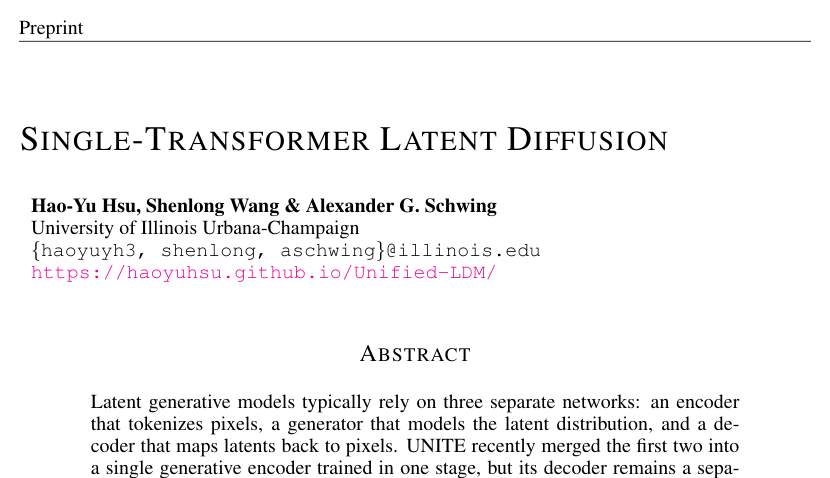 Preprint
SINGLE-TRANSFORMER LATENT DIFFUSION
Hao-Yu Hsu, Shenlong Wang & Alexander G. Schwing
University of Illinois Urbana-Champaign
{haoyuyh3, shenlong, aschwing}@illinois.edu
https://haoyuhsu.github.io/Unified-LDM/
ABSTRACT
Latent generative models typically rely on three separate networks: an encoder
that tokenizes pixels, a generator that models the latent distribution, and a de-
coder that maps latents back to pixels. UNITE recently merged the first two into
a single generative encoder trained in one stage, but its decoder remains a sepa-